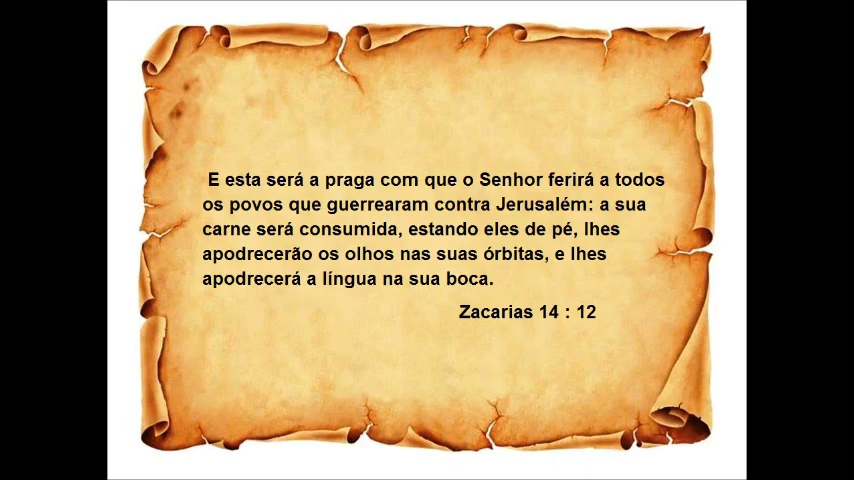 E esta será a praga com que o Senhor ferirá a todos
os povos que guerrearam contra Jerusalém: a sua
carne será consumida, estando eles de pé, lhes
apodrecerão os olhos nas suas órbitas, e lhes
apodrecerá a língua na sua boca.
Zacarias 14 : 12